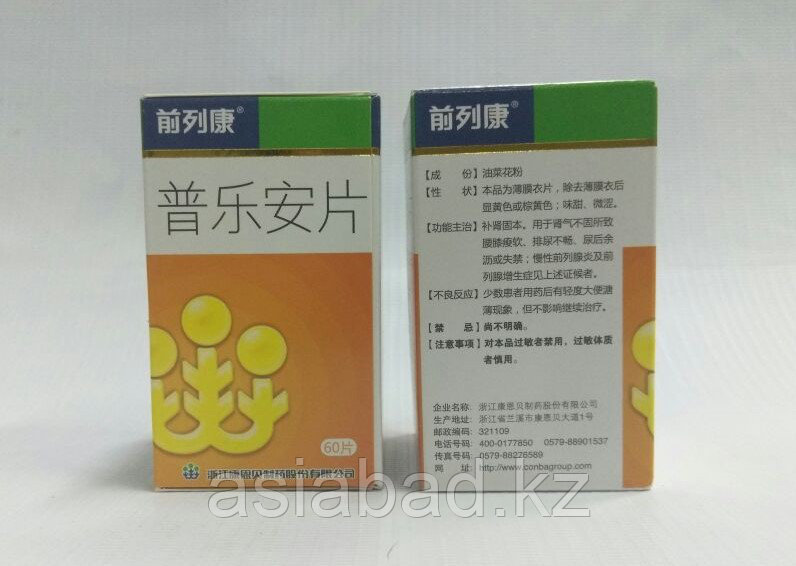 前列康®
普乐安片
60片
浙江康恩贝制药股份有限公司
前列康®
【成 份】油菜花粉
【性 状】本品为薄膜衣片，除去薄膜衣后
显黄色或棕黄色；味甜、微涩。
【功能主治】补肾固本。用于肾气不固所致
腰膝痠软、排尿不畅、尿后余
沥或失禁；慢性前列腺炎及前
列腺增生症见上述证候者。
【不良反应】少数患者用药后有轻度大便溏
薄现象，但不影响继续治疗。
【禁 忌】尚不明确。
【注意事项】对本品过敏者禁用，过敏体质
者慎用。
企业名称: 浙江康恩贝制药股份有限公司
生产地址: 浙江省兰溪市康恩贝大道1号
邮政编码: 321109
电话号码: 400-0177850 0579-88901537
传真号码: 0579-88276589
网 址: http://www.conbagroup.com
asiabad.kz